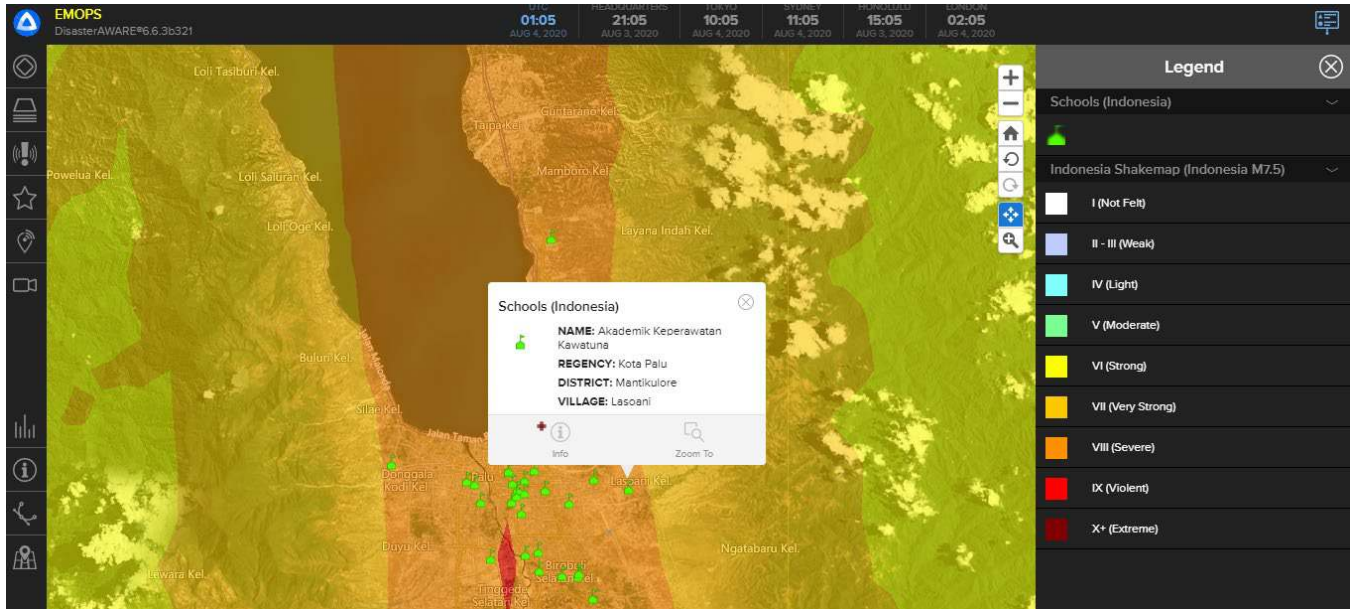 EMOPS
DisasterAWARE®6.6.3b321
UTC
01:05
AUG 4, 2020
HEADQUARTERS
21:05
AUG 3, 2020
TOKYO
10:05
AUG 4, 2020
SYDNEY
11:05
AUG 4, 2020
HONOLULU
15:05
AUG 3, 2020
LONDON
02:05
AUG 4, 2020
Loli Tasiburi Kel.
Guntarano Kel.
Taipa Kel.
Powelua Kel.
Loli Saluran Kel.
Mamboro Kel.
Loli Oge Kel.
Layana Indah Kel.
Schools (Indonesia)
NAME: Akademik Keperawatan
Kawatuna
REGENCY: Kota Palu
DISTRICT: Mantikulore
VILLAGE: Lasoani
Info
Zoom To
Buluri Kel.
Silae Kel.
Jalan Taman
Donggala
Kodi Kel.
Palu
Lasoani Kel.
Duyu Kel.
Ngatabaru Kel.
Lewara Kel.
Birobuli
Selatan Kel.
Tinggede
Selatan Kel.
Legend
Schools (Indonesia)
Indonesia Shakemap (Indonesia M7.5)
I (Not Felt)
II - III (Weak)
IV (Light)
V (Moderate)
VI (Strong)
VII (Very Strong)
VIII (Severe)
IX (Violent)
X+ (Extreme)